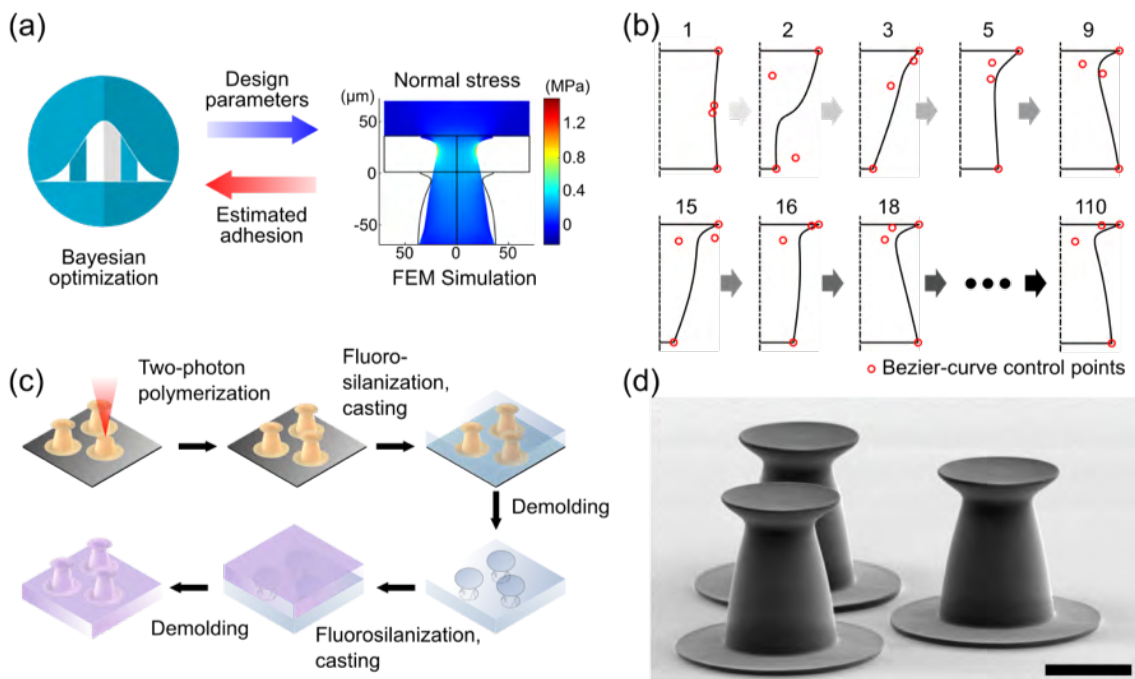 (a)
Design
parameters
Estimated
adhesion
Bayesian
optimization
Normal stress
(µm)
(MPa)
50
0
-50
1.2
0.8
0.4
0
50
0
50
FEM Simulation
(b)
1
2
3
5
9
15
16
18
110
Bezier-curve control points
(c)
Two-photon
polymerization
Fluoro-
silanization,
casting
Demolding
Demolding
Fluorosilanization,
casting
(d)